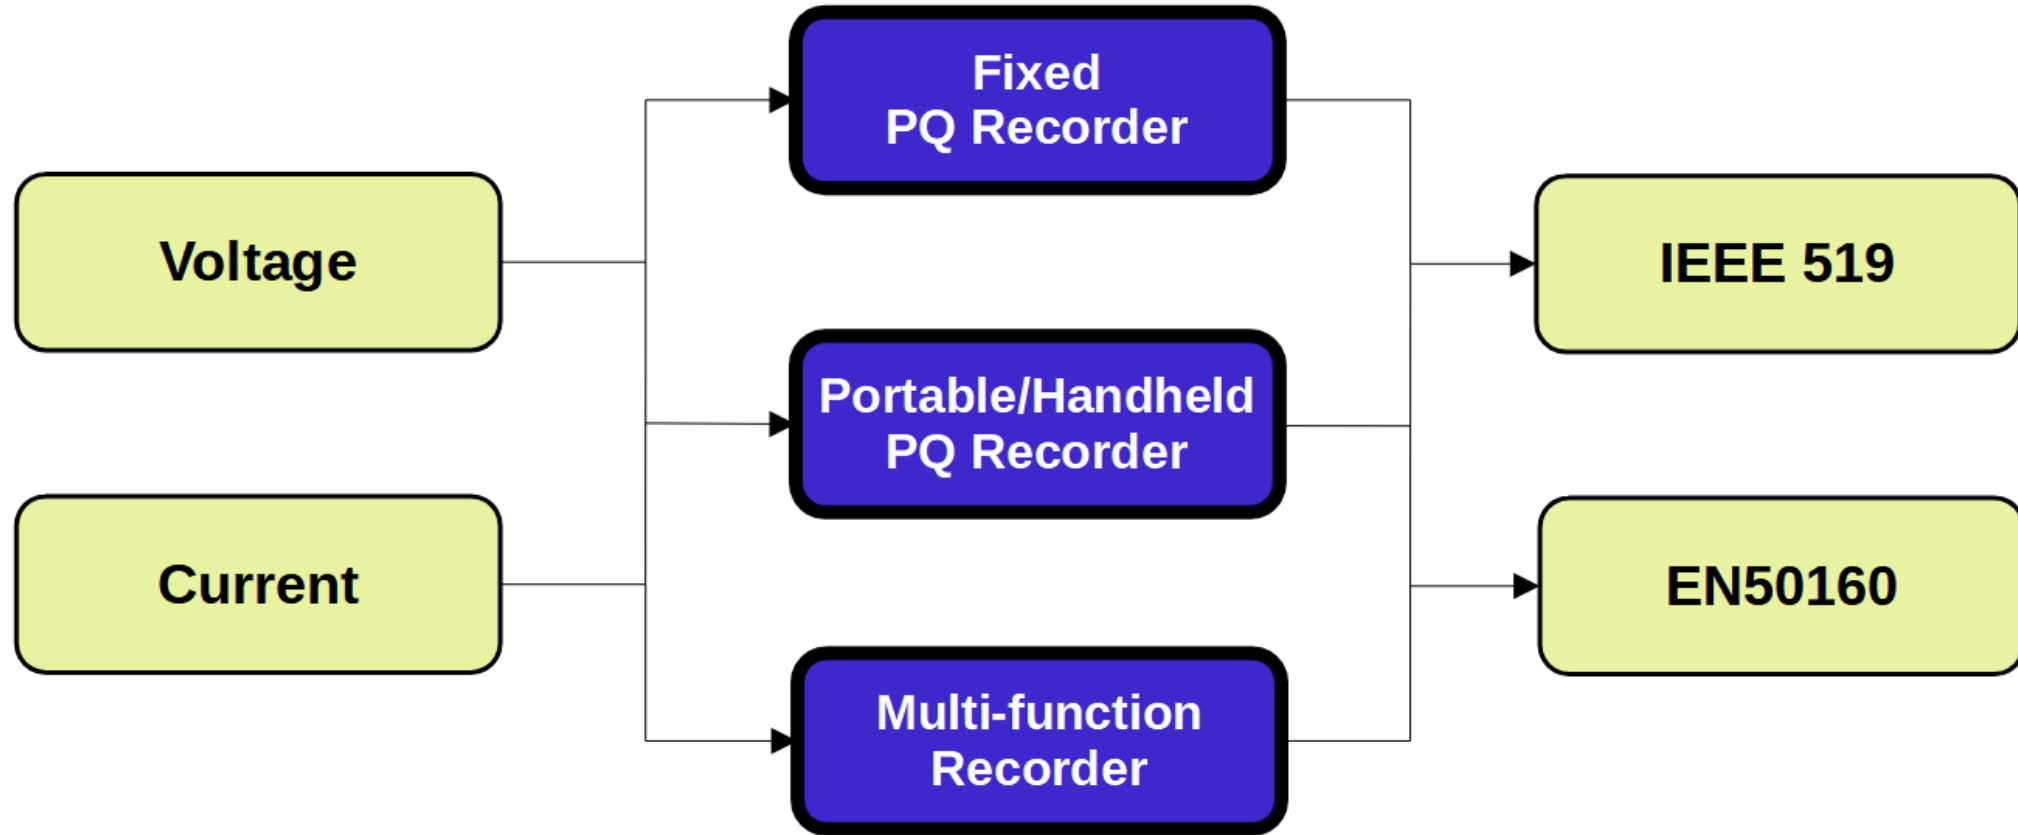 Fixed
PQ Recorder
Voltage
IEEE 519
Portable/Handheld
PQ Recorder
Current
EN50160
Multi-function
Recorder